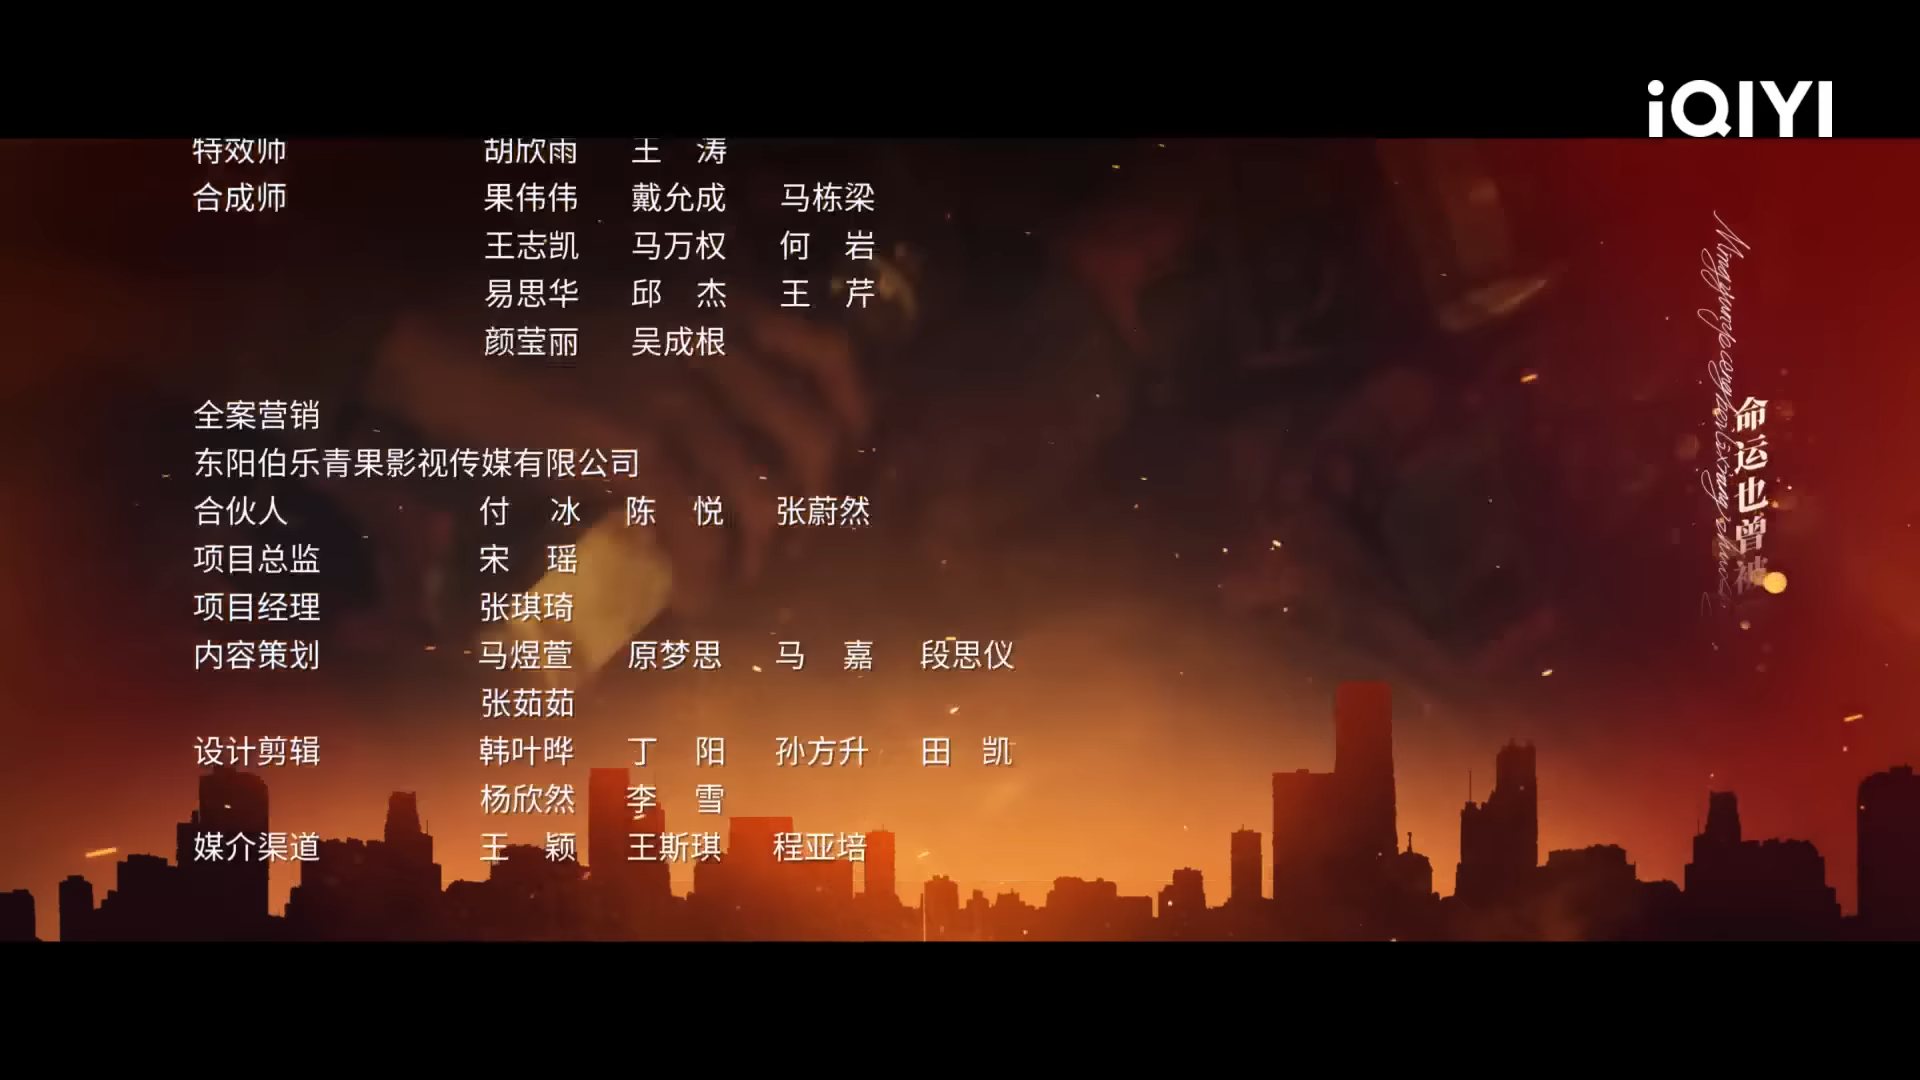 iQIYI
特效师 胡欣雨 王 涛
合成师 果伟伟 戴允成 马栋梁
王志凯 马万权 何 岩
易思华 邱 杰 王 芹
颜莹丽 吴成根
全案营销
东阳伯乐青果影视传媒有限公司
合伙人 付 冰 陈 悦 张蔚然
项目总监 宋 瑶
项目经理 张琪琦
内容策划 马煜萱 原梦思 马 嘉 段思仪
张茹茹
设计剪辑 韩叶晔 丁 阳 孙方升 田 凯
杨欣然 李 雪
媒介渠道 王 颖 王斯琪 程亚培
命运也曾被